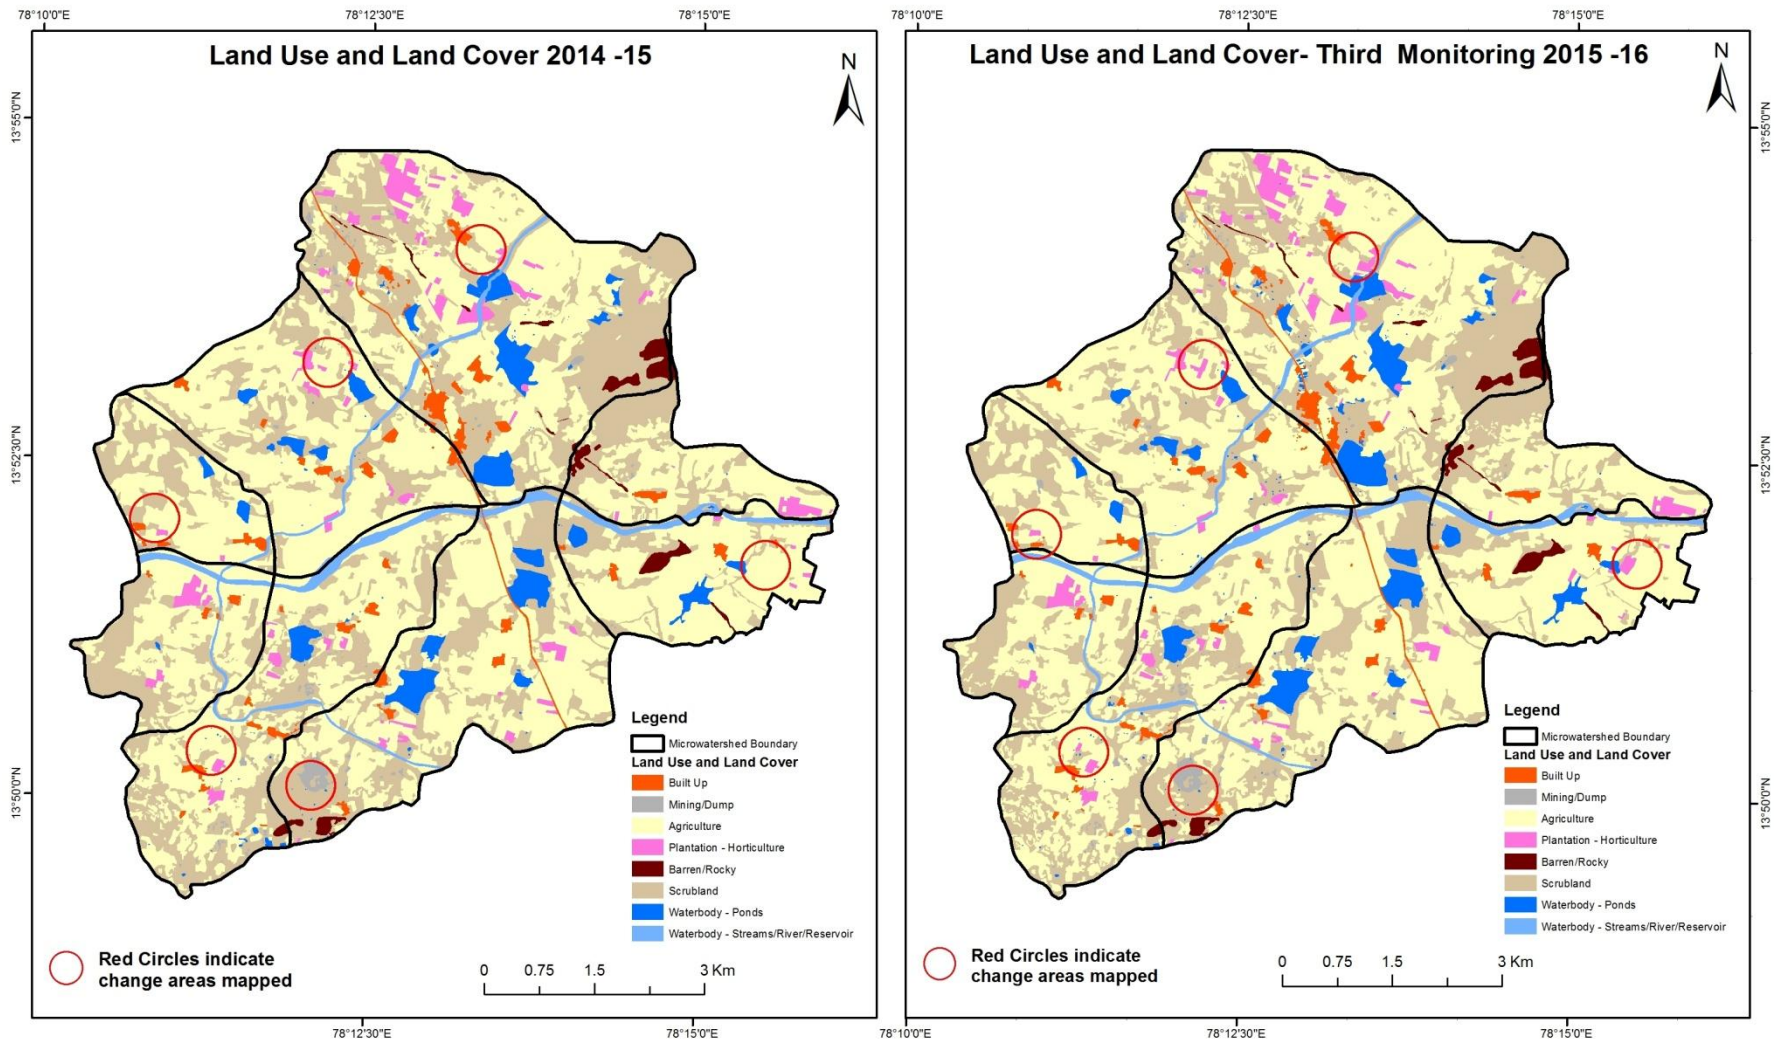 78°10'0"E 78°12'30"E 78°15'0"E
Land Use and Land Cover 2014 -15
N
13°55'0"N
13°52'30"N
13°50'0"N
Legend
Microwatershed Boundary
Land Use and Land Cover
Built Up
Mining/Dump
Agriculture
Plantation - Horticulture
Barren/Rocky
Scrubland
Waterbody - Ponds
Waterbody - Streams/River/Reservoir
Red Circles indicate
change areas mapped
0 0.75 1.5 3 Km
78°12'30"E 78°15'0"E
78°10'0"E 78°12'30"E 78°15'0"E
Land Use and Land Cover- Third Monitoring 2015 -16
N
13°55'0"N
13°52'30"N
13°50'0"N
Legend
Microwatershed Boundary
Land Use and Land Cover
Built Up
Mining/Dump
Agriculture
Plantation - Horticulture
Barren/Rocky
Scrubland
Waterbody - Ponds
Waterbody - Streams/River/Reservoir
Red Circles indicate
change areas mapped
0 0.75 1.5 3 Km
78°10'0"E 78°12'30"E 78°15'0"E